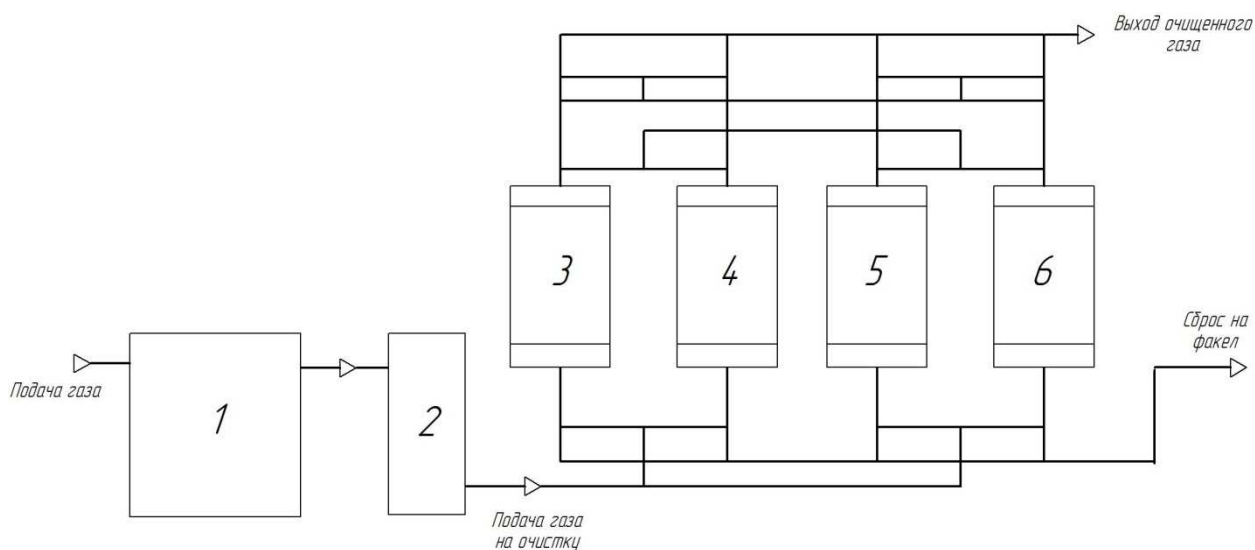 Выход очищенного
газа
3
4
5
6
Сброс на
факел
Подача газа
1
2
Подача газа
на очистку